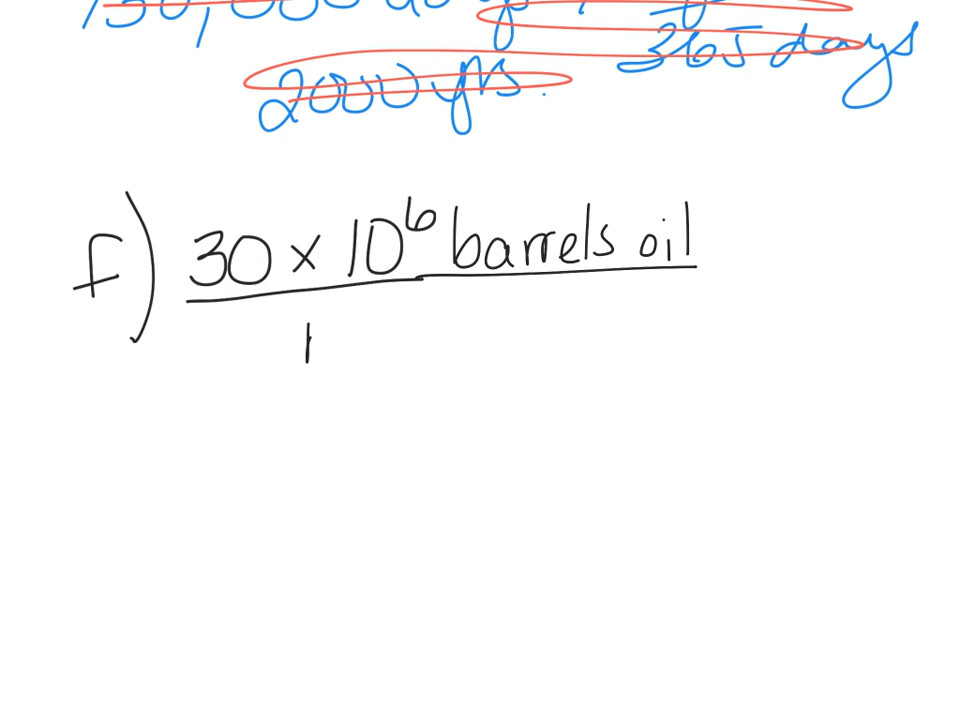 365 days
2000 yrs.
f) 30 × 10⁶ barrels oil
1